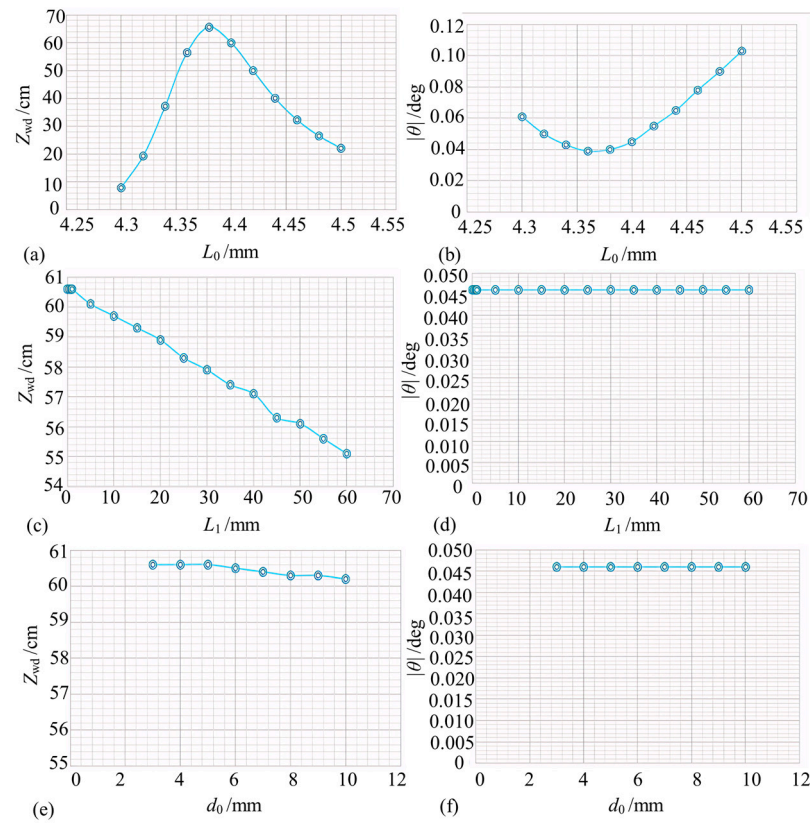 70
60
50
40
30
20
10
0
Z_wd /cm
4.25 4.3 4.35 4.4 4.45 4.5 4.55
(a) L_0 /mm
0.12
0.10
0.08
0.06
0.04
0.02
0
|θ| /deg
4.25 4.3 4.35 4.4 4.45 4.5 4.55
(b) L_0 /mm
61
60
59
58
57
56
55
54
Z_wd /cm
0 10 20 30 40 50 60 70
(c) L_1 /mm
0.050
0.045
0.040
0.035
0.030
0.025
0.020
0.015
0.010
0.005
0
|θ| /deg
0 10 20 30 40 50 60 70
(d) L_1 /mm
61
60
59
58
57
56
55
Z_wd /cm
0 2 4 6 8 10 12
(e) d_0 /mm
0.050
0.045
0.040
0.035
0.030
0.025
0.020
0.015
0.010
0.005
0
|θ| /deg
0 2 4 6 8 10 12
(f) d_0 /mm